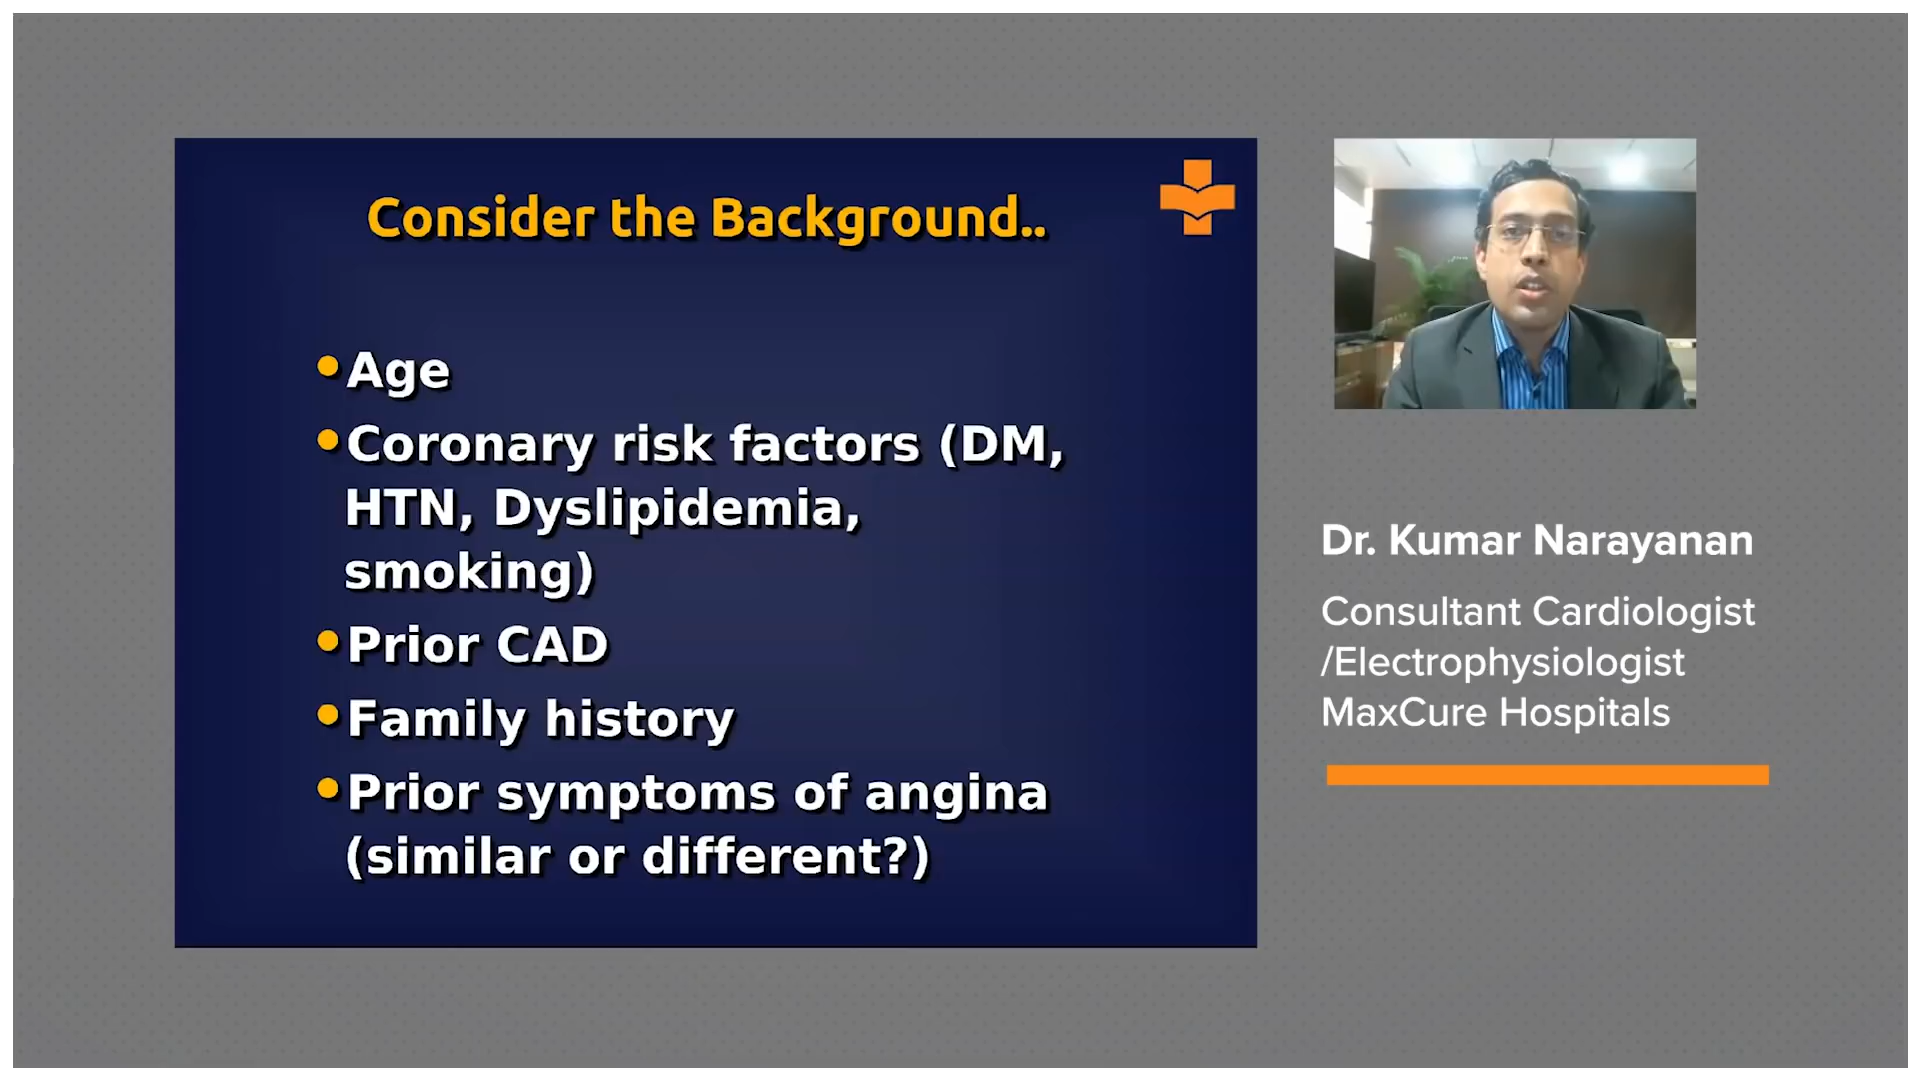 Consider the Background..
•Age
•Coronary risk factors (DM,
HTN, Dyslipidemia,
smoking)
•Prior CAD
•Family history
•Prior symptoms of angina
(similar or different?)
Dr. Kumar Narayanan
Consultant Cardiologist
/Electrophysiologist
MaxCure Hospitals